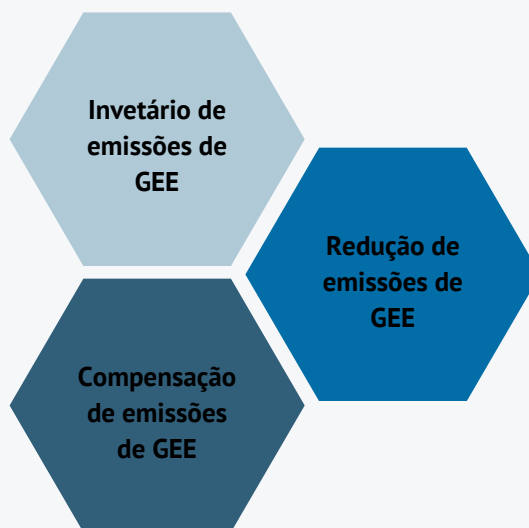 Invetário de
emissões de
GEE
Redução de
emissões de
GEE
Compensação
de emissões
de GEE